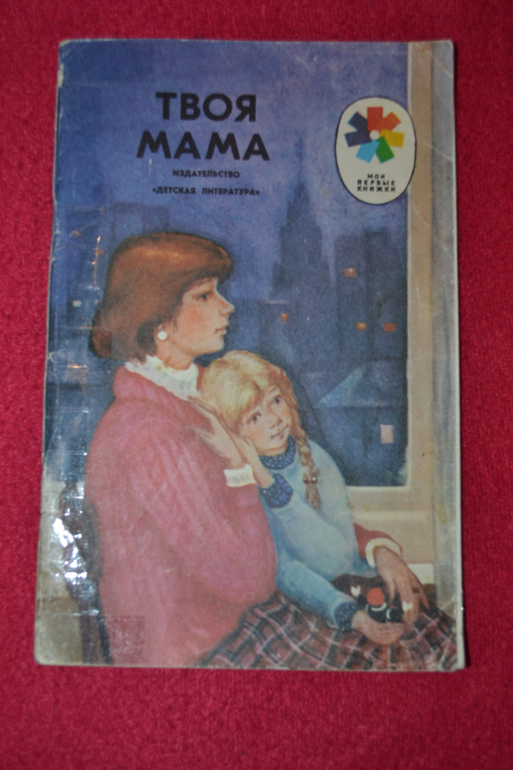 ТВОЯ
МАМА
ИЗДАТЕЛЬСТВО
«ДЕТСКАЯ ЛИТЕРАТУРА»
МОИ
ПЕРВЫЕ
КНИЖКИ